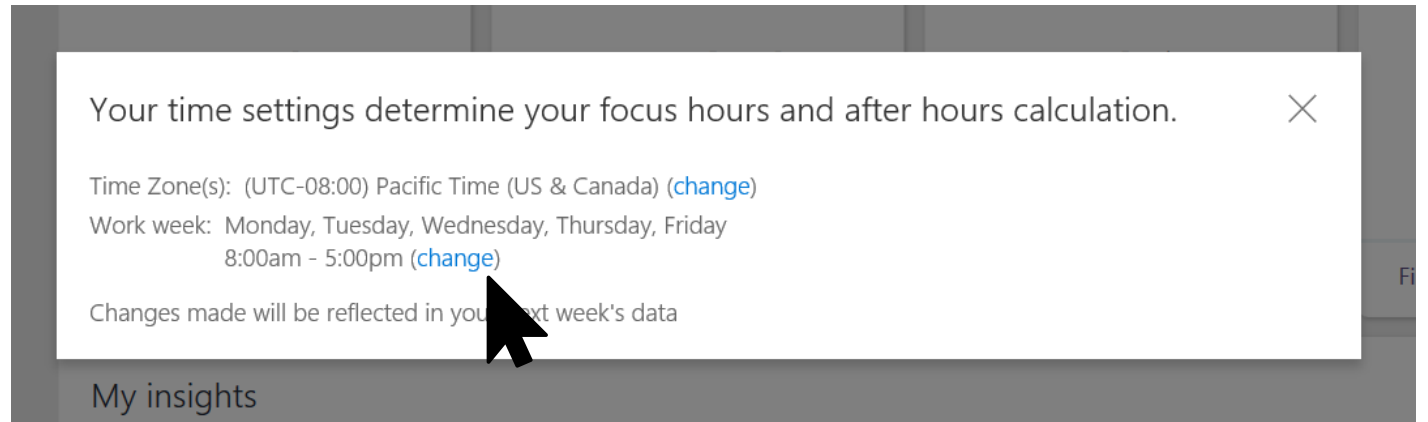 Your time settings determine your focus hours and after hours calculation.
Time Zone(s): (UTC-08:00) Pacific Time (US & Canada) (change)
Work week: Monday, Tuesday, Wednesday, Thursday, Friday
8:00am - 5:00pm (change)
Changes made will be reflected in week's data
My insights